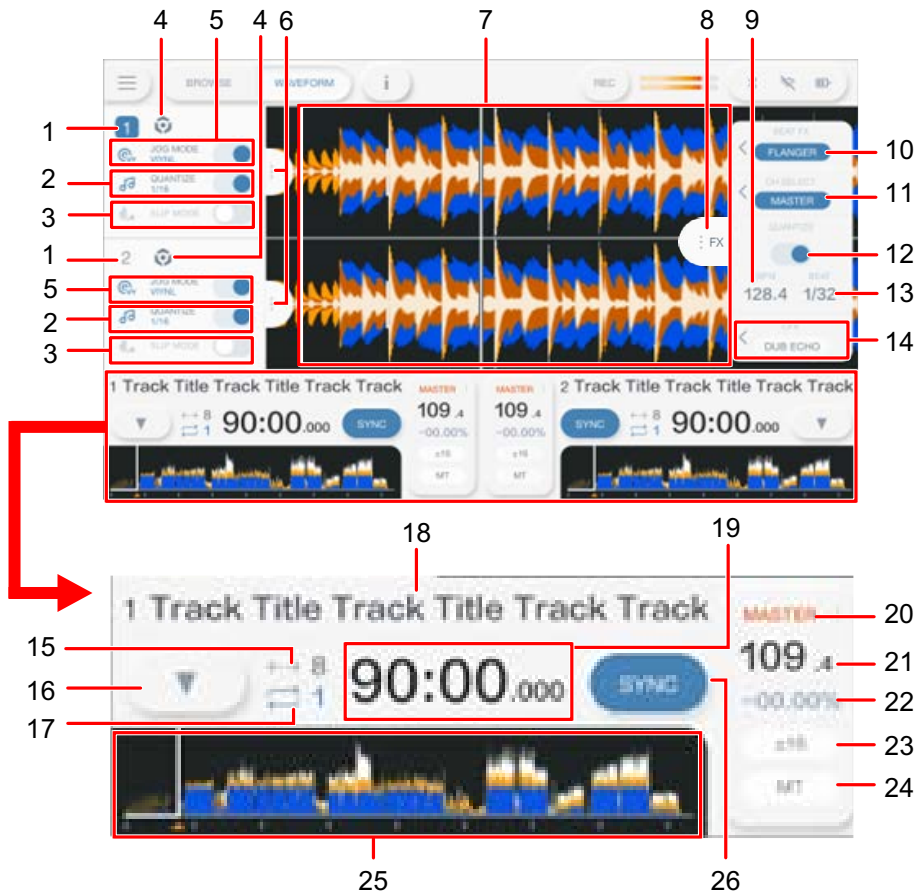 4 5 4 6 7 8 9
BROWSE WAVEFORM i REC
1 1
JOG MODE
VINYL
2 QUANTIZE
1/16
3 SLIP MODE
1 2
5 JOG MODE
VINYL
2 QUANTIZE
1/16
3 SLIP MODE
FX
BEAT FX
FLANGER 10
CH SELECT
MASTER 11
QUANTIZE
12
BPM BEAT
128.4 1/32 13
CFX
DUB ECHO 14
1 Track Title Track Title Track Track
8
1
90:00.000 SYNC
MASTER
109.4
-00.00%
±16
MT
MASTER
109.4
-00.00%
±16
MT
2 Track Title Track Title Track Track
SYNC
8
1
90:00.000
18 19
1 Track Title Track Title Track Track
MASTER 20
15 8
16
17 1
90:00.000 SYNC
109.4 21
-00.00% 22
±16 23
MT 24
25 26